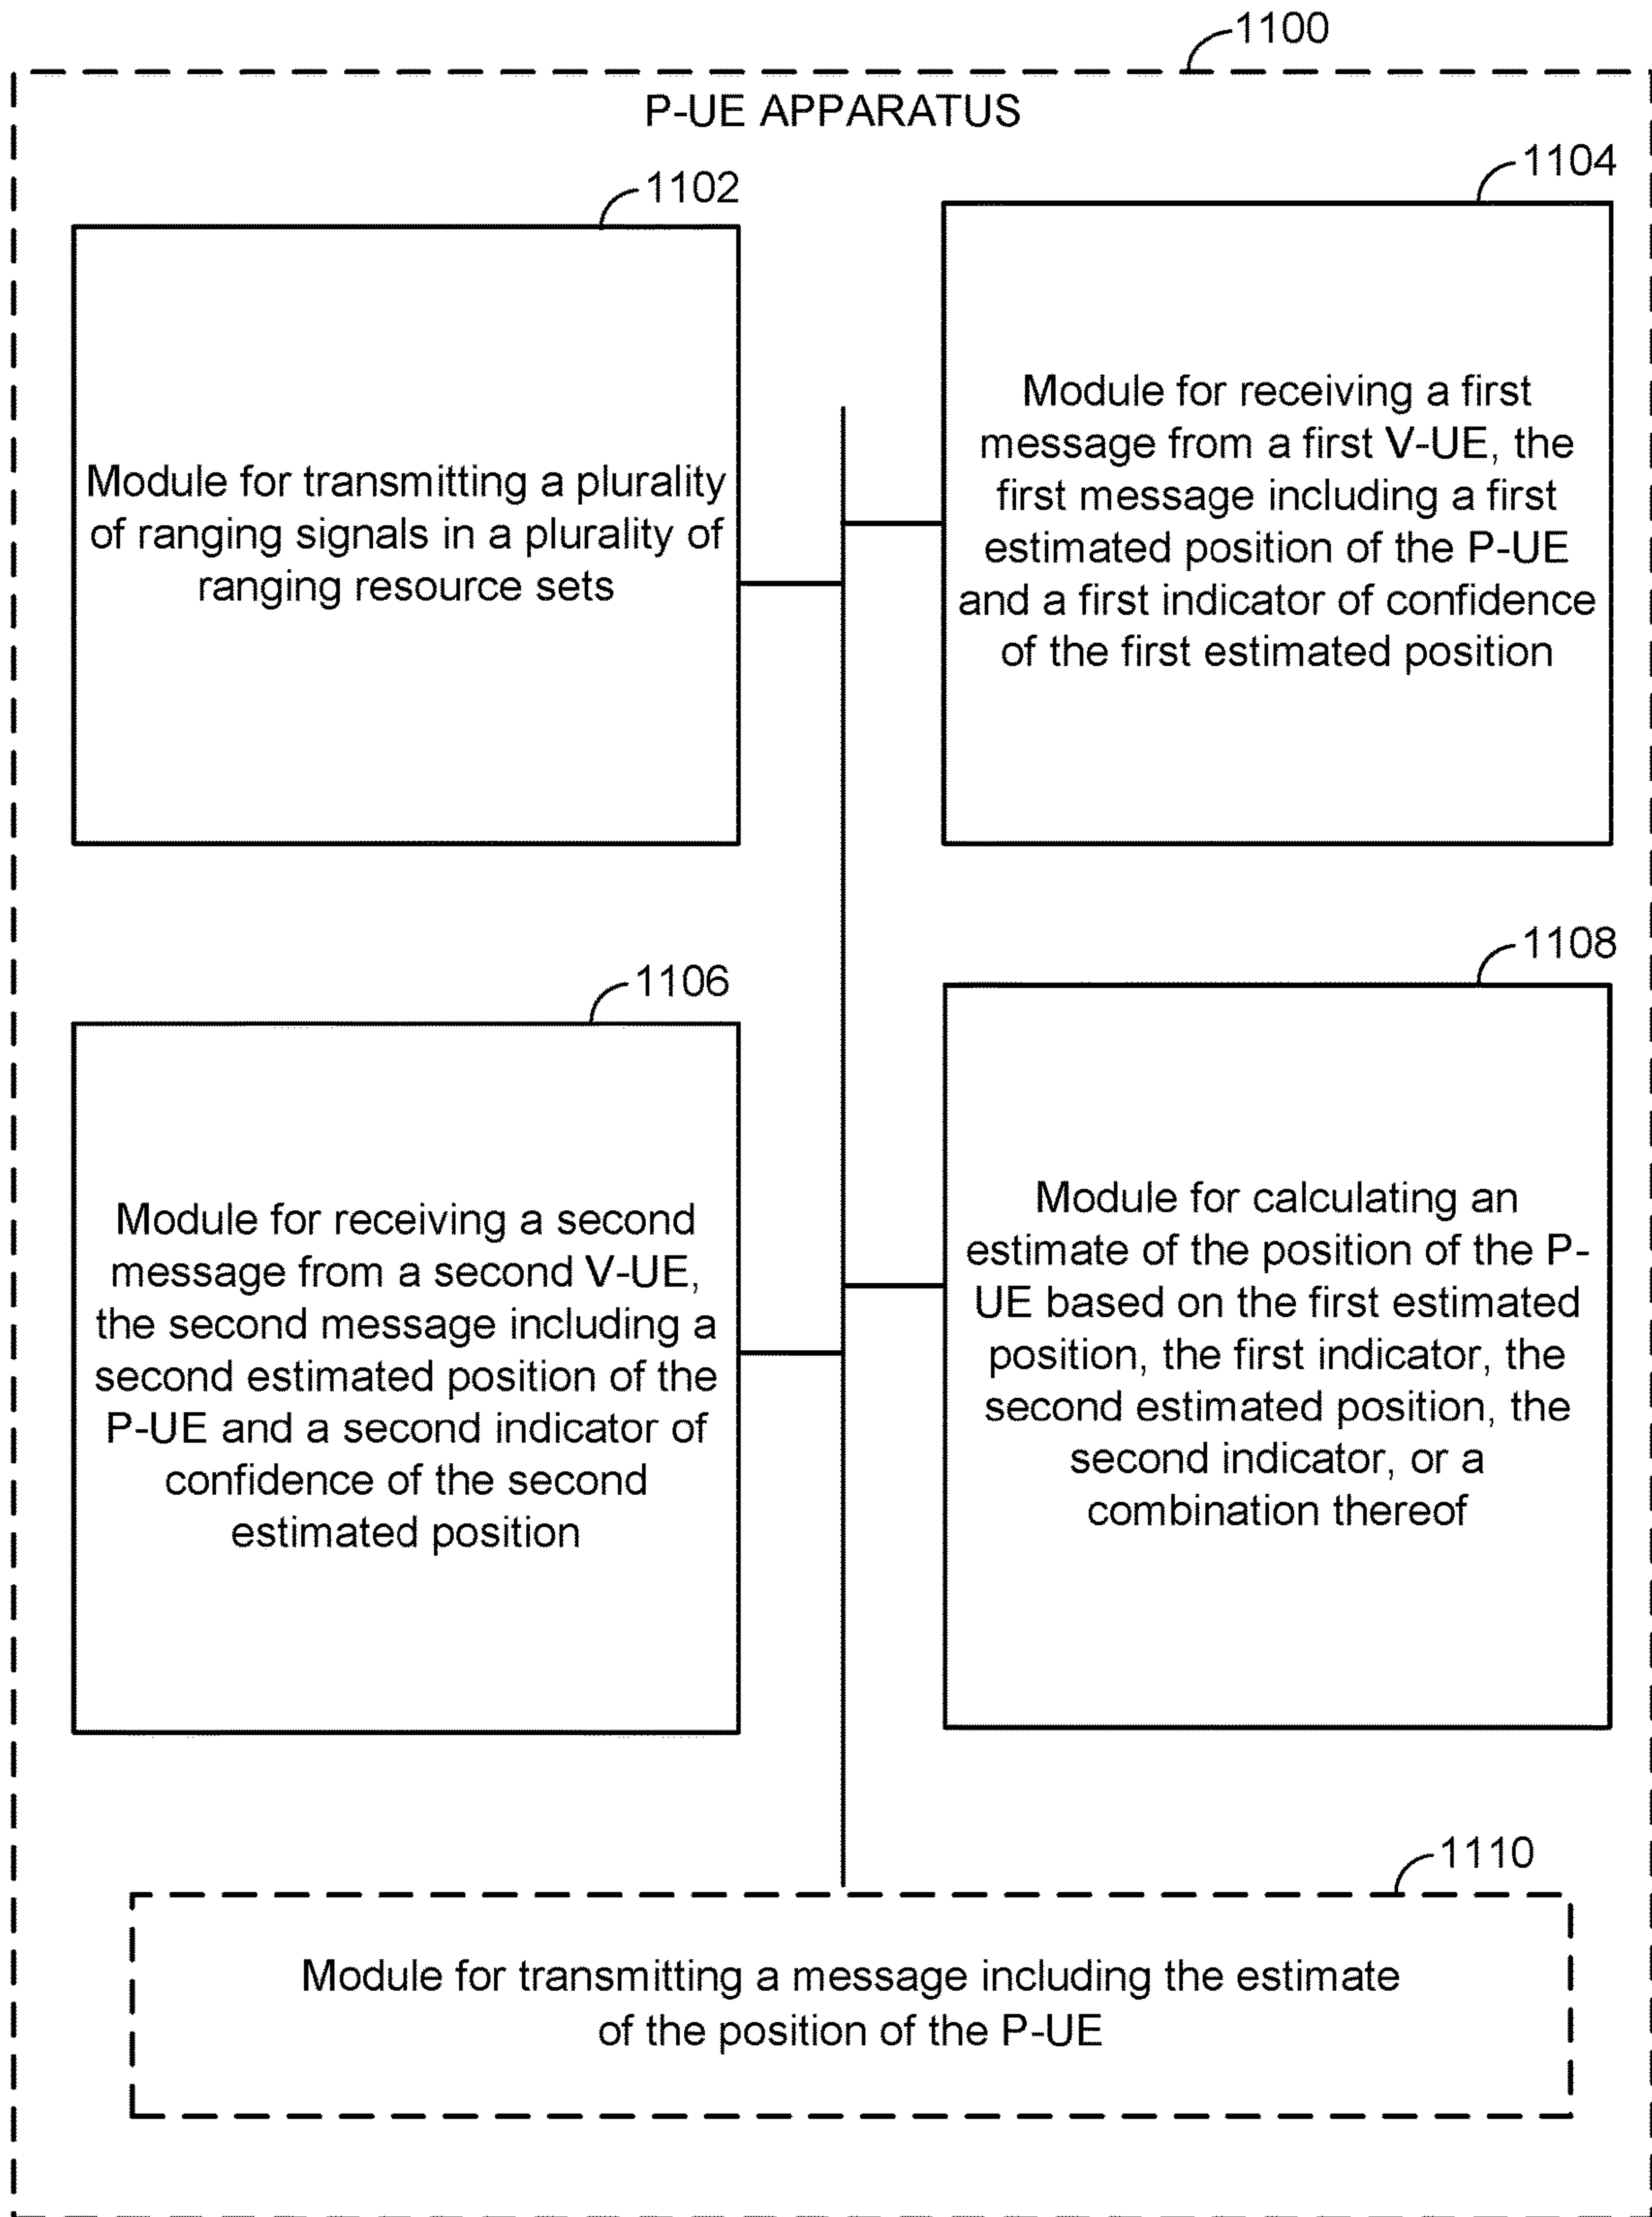 1100
P-UE APPARATUS
1102
Module for transmitting a plurality
of ranging signals in a plurality of
ranging resource sets
1104
Module for receiving a first
message from a first V-UE, the
first message including a first
estimated position of the P-UE
and a first indicator of confidence
of the first estimated position
1106
Module for receiving a second
message from a second V-UE,
the second message including a
second estimated position of the
P-UE and a second indicator of
confidence of the second
estimated position
1108
Module for calculating an
estimate of the position of the P-
UE based on the first estimated
position, the first indicator, the
second estimated position, the
second indicator, or a
combination thereof
1110
Module for transmitting a message including the estimate
of the position of the P-UE